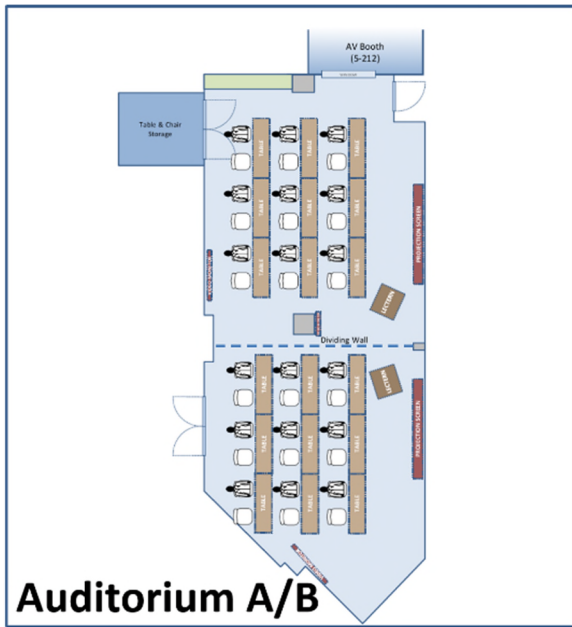 AV Booth
(5-212)
Table & Chair
Storage
TABLE
TABLE
TABLE
TABLE
TABLE
TABLE
TABLE
TABLE
TABLE
PROJECTION SCREEN
LECTERN
Dividing Wall
LECTERN
TABLE
TABLE
TABLE
TABLE
TABLE
TABLE
TABLE
TABLE
TABLE
PROJECTION SCREEN
Auditorium A/B